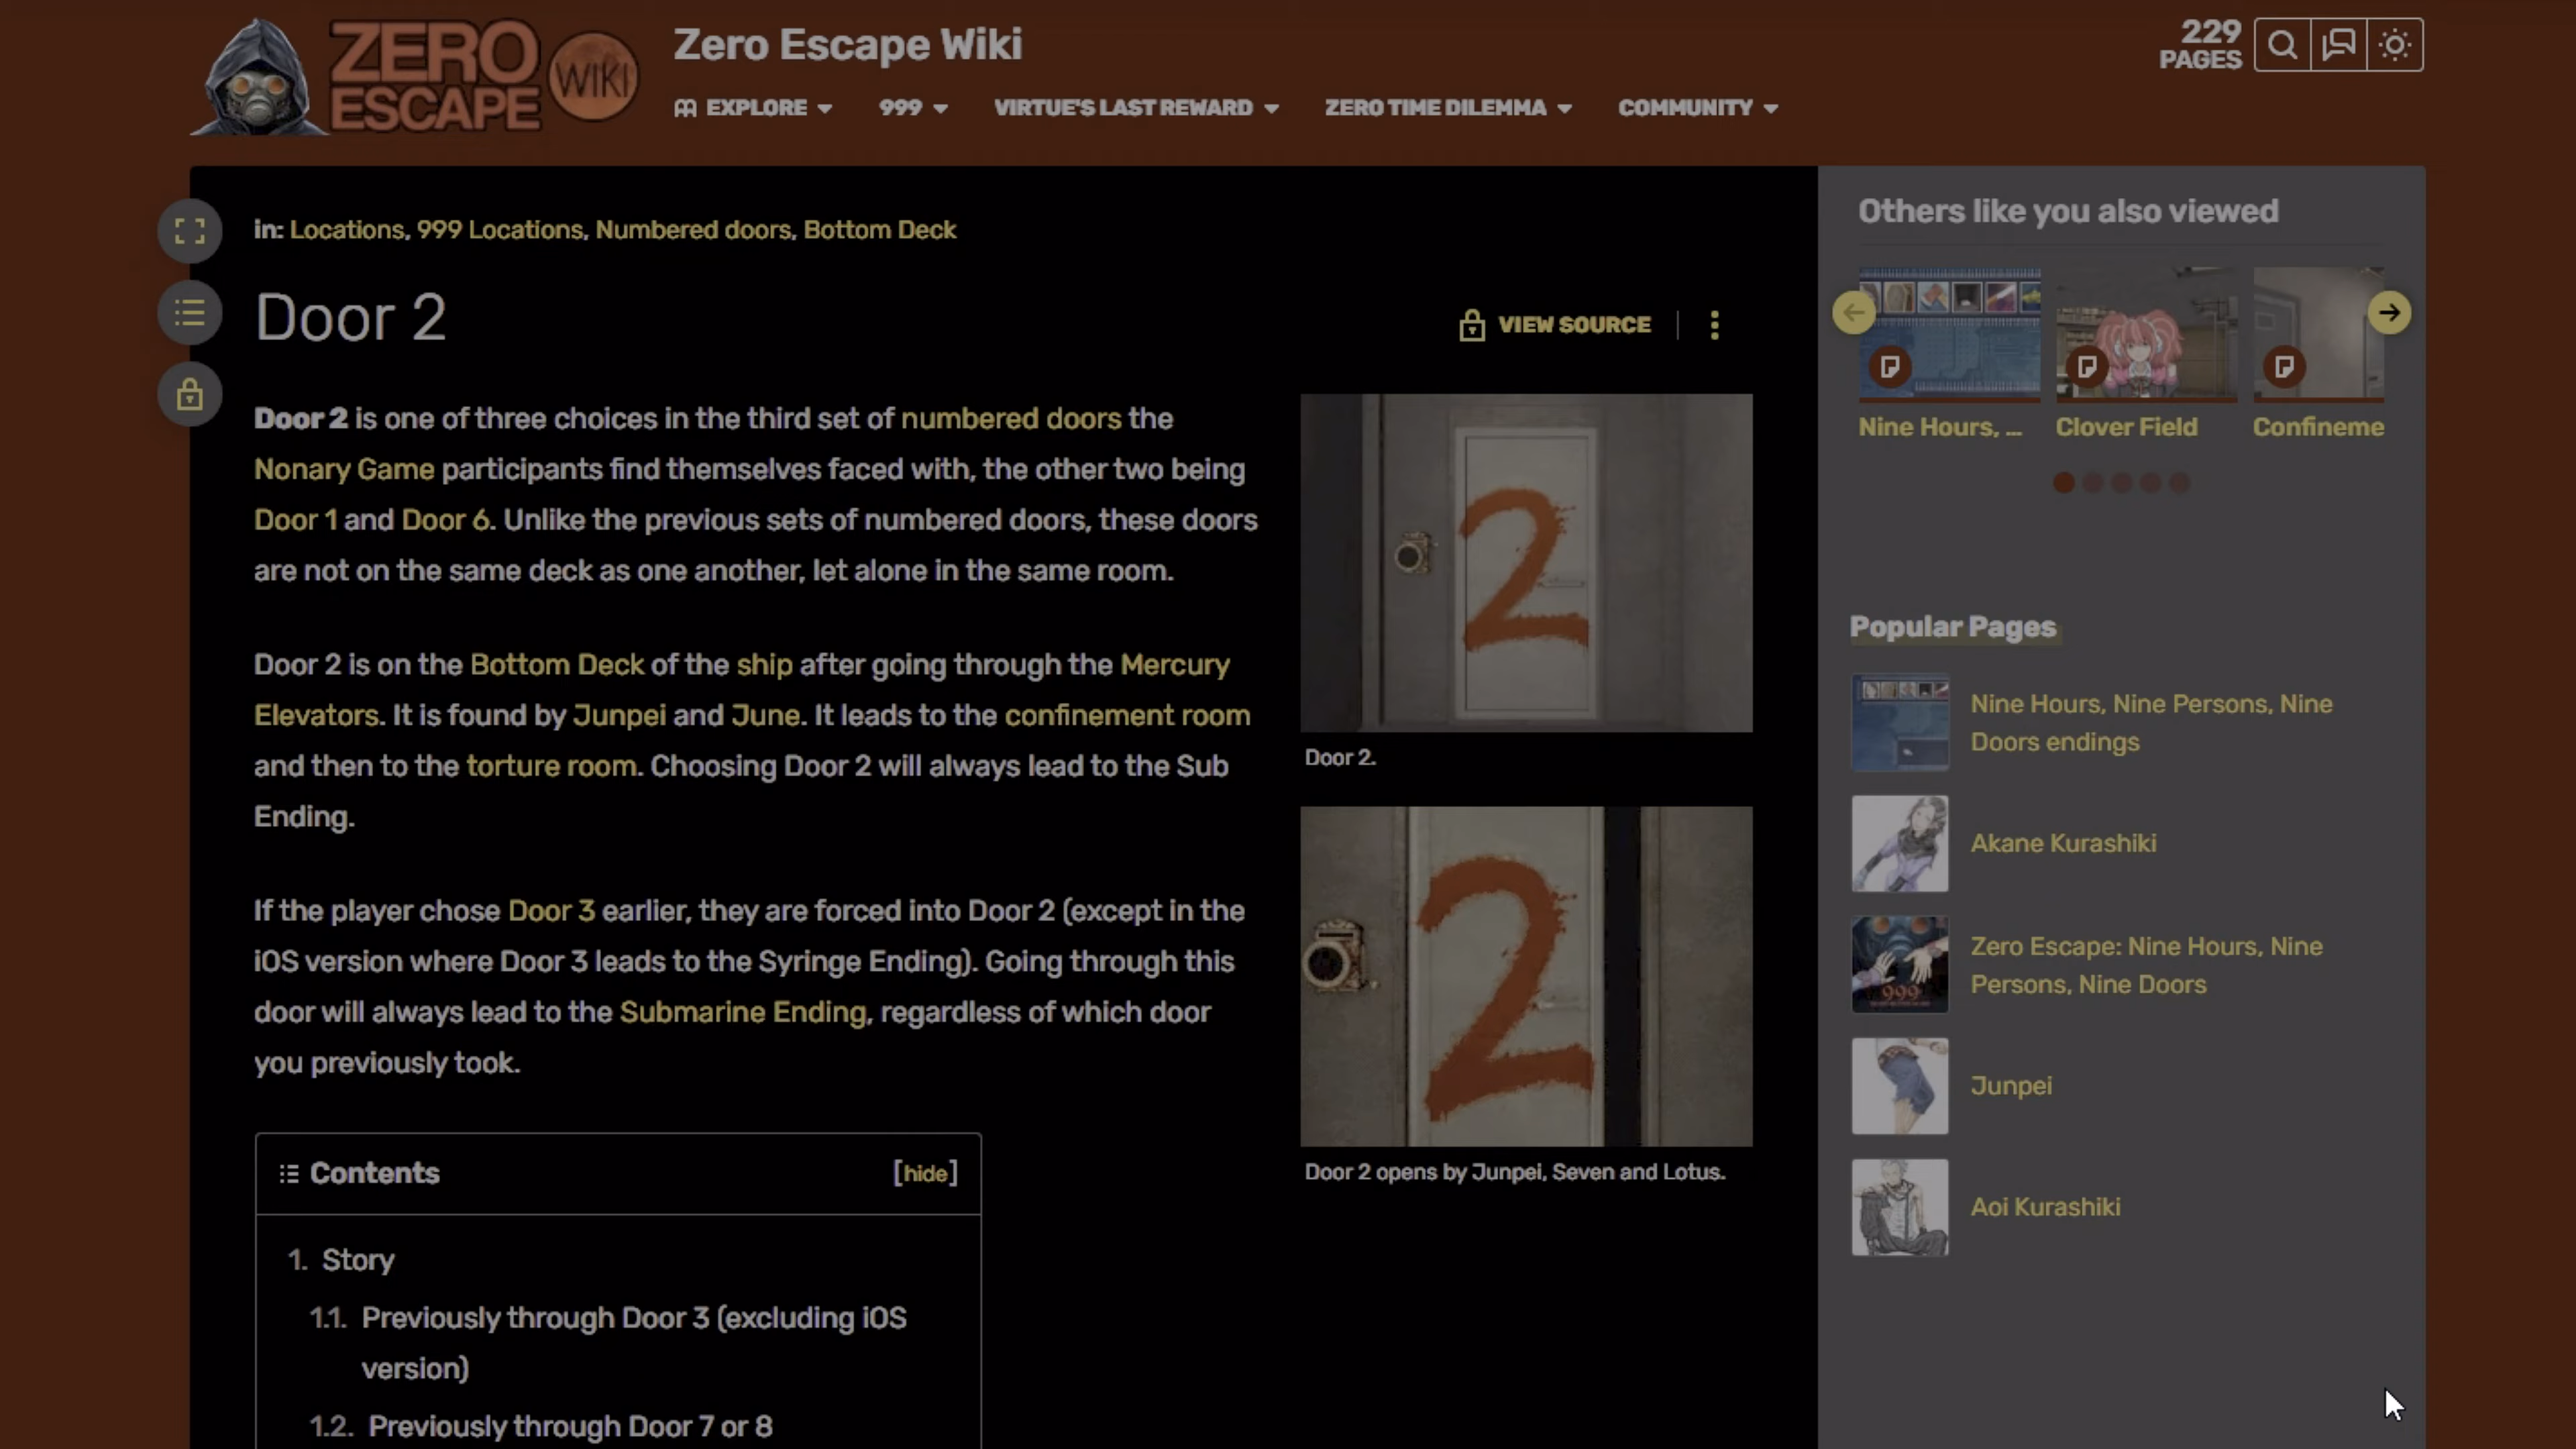 ZERO
ESCAPE
WIKI
Zero Escape Wiki
EXPLORE 999 VIRTUE'S LAST REWARD ZERO TIME DILEMMA COMMUNITY
229
PAGES
in: Locations, 999 Locations, Numbered doors, Bottom Deck
Door 2
VIEW SOURCE
Door 2 is one of three choices in the third set of numbered doors the
Nonary Game participants find themselves faced with, the other two being
Door 1 and Door 6. Unlike the previous sets of numbered doors, these doors
are not on the same deck as one another, let alone in the same room.
Door 2 is on the Bottom Deck of the ship after going through the Mercury
Elevators. It is found by Junpei and June. It leads to the confinement room
and then to the torture room. Choosing Door 2 will always lead to the Sub
Ending.
If the player chose Door 3 earlier, they are forced into Door 2 (except in the
iOS version where Door 3 leads to the Syringe Ending). Going through this
door will always lead to the Submarine Ending, regardless of which door
you previously took.
2
Door 2.
2
Door 2 opens by Junpei, Seven and Lotus.
Contents [hide]
1. Story
1.1. Previously through Door 3 (excluding iOS
version)
1.2. Previously through Door 7 or 8
Others like you also viewed
Nine Hours, ...
Clover Field
Confineme
Popular Pages
Nine Hours, Nine Persons, Nine
Doors endings
Akane Kurashiki
999
Zero Escape: Nine Hours, Nine
Persons, Nine Doors
Junpei
Aoi Kurashiki